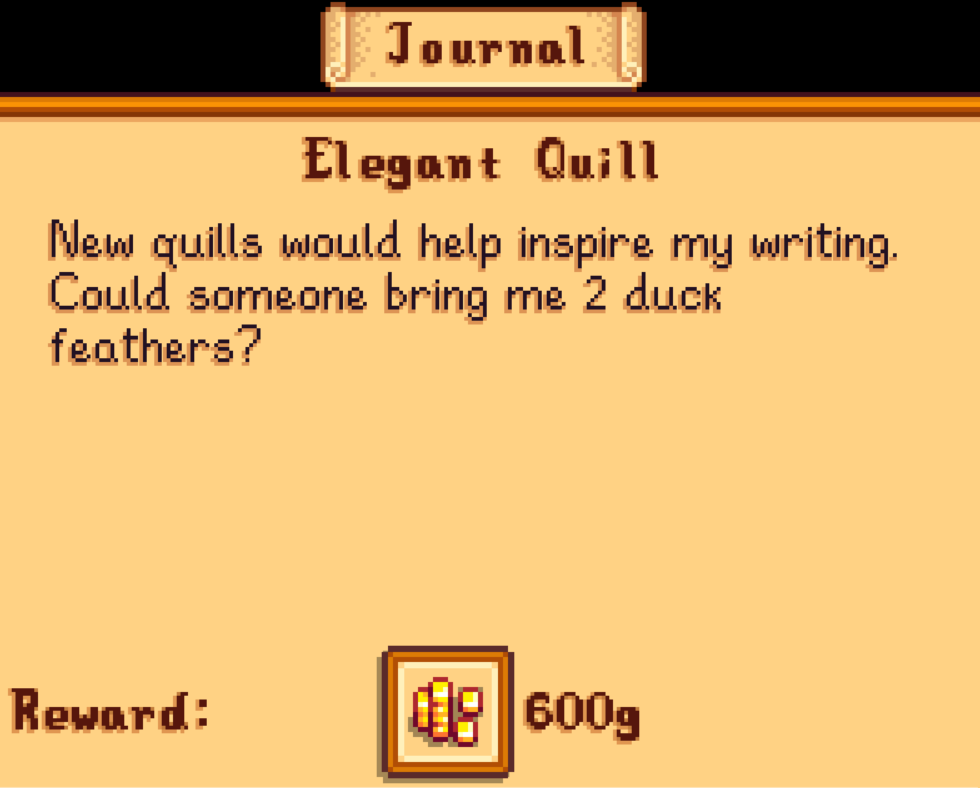 Journal
Elegant Quill
New quills would help inspire my writing.
Could someone bring me 2 duck
feathers?
Reward: 600g